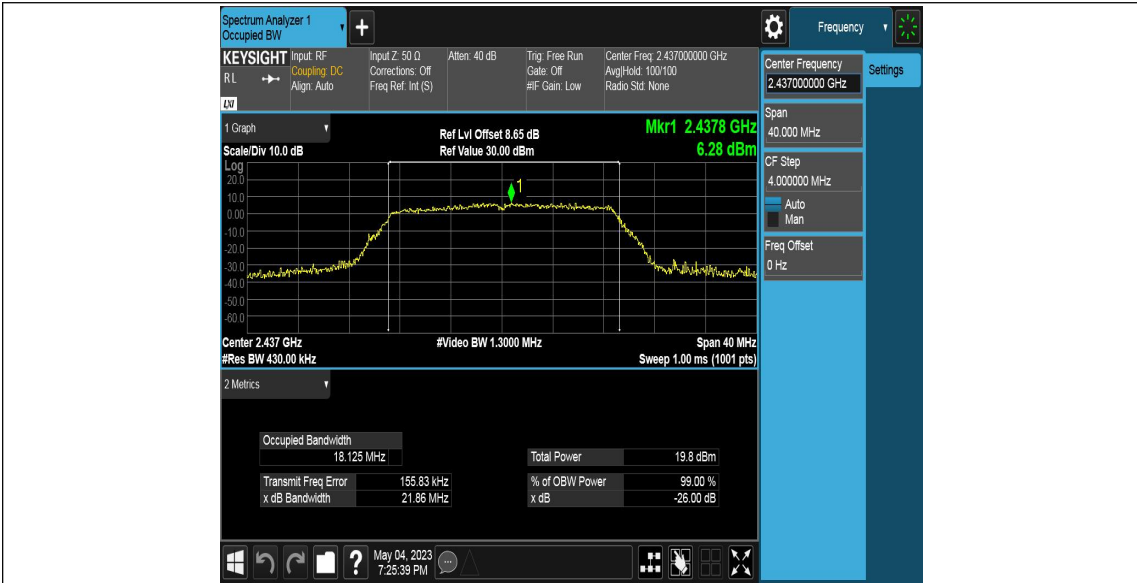 Spectrum Analyzer 1
Occupied BW
+
Frequency
KEYSIGHT
R L
LXI
Input: RF
Coupling: DC
Align: Auto
Input Z: 50 Ω
Corrections: Off
Freq Ref: Int (S)
Atten: 40 dB
Trig: Free Run
Gate: Off
#IF Gain: Low
Center Freq: 2.437000000 GHz
Avg|Hold: 100/100
Radio Std: None
Center Frequency
2.437000000 GHz
Settings
Span
40.000 MHz
CF Step
4.000000 MHz
Auto
Man
Freq Offset
0 Hz
1 Graph
Scale/Div 10.0 dB
Ref Lvl Offset 8.65 dB
Ref Value 30.00 dBm
Mkr1 2.4378 GHz
6.28 dBm
Log
20.0
10.0
0.00
-10.0
-20.0
-30.0
-40.0
-50.0
-60.0
1
Center 2.437 GHz
#Res BW 430.00 kHz
#Video BW 1.3000 MHz
Span 40 MHz
Sweep 1.00 ms (1001 pts)
2 Metrics
Occupied Bandwidth
18.125 MHz
Total Power 19.8 dBm
Transmit Freq Error 155.83 kHz
% of OBW Power 99.00 %
x dB Bandwidth 21.86 MHz
x dB -26.00 dB
?
May 04, 2023
7:25:39 PM